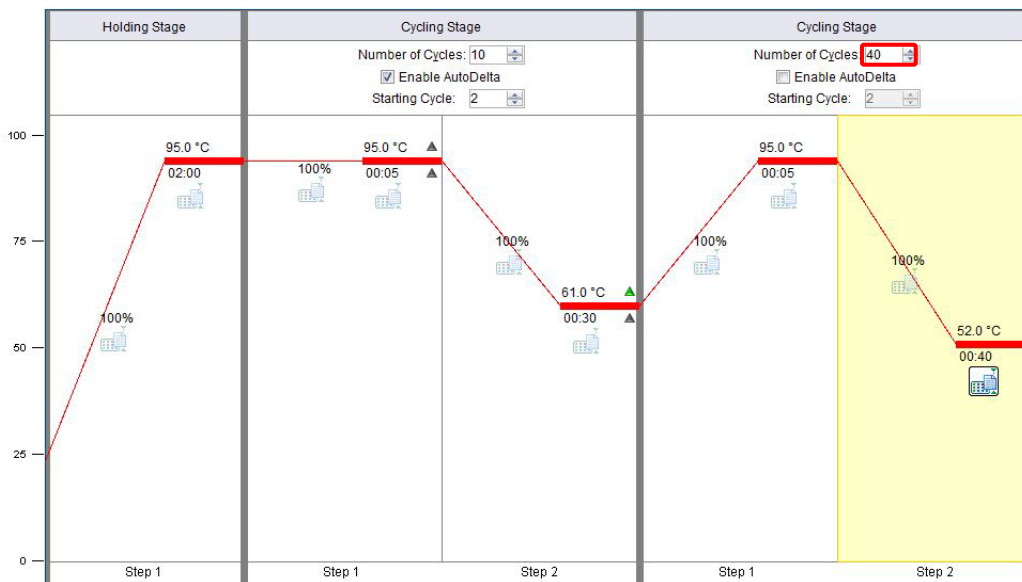 Holding Stage
Cycling Stage
Cycling Stage
Number of Cycles: 10
Enable AutoDelta
Starting Cycle: 2
Number of Cycles: 40
Enable AutoDelta
Starting Cycle: 2
100
75
50
25
0
100%
95.0 °C
02:00
100%
95.0 °C
00:05
100%
61.0 °C
00:30
100%
95.0 °C
00:05
100%
52.0 °C
00:40
Step 1
Step 1
Step 2
Step 1
Step 2